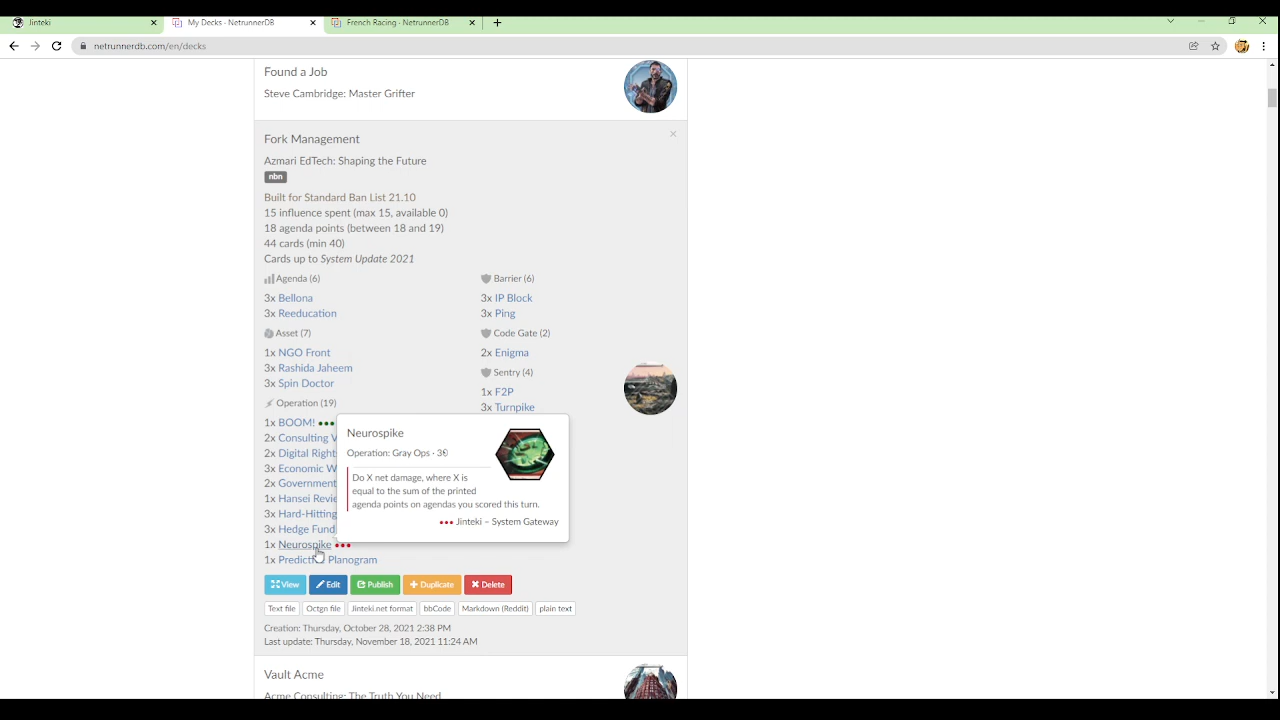 Jinteki
My Decks · NetrunnerDB
French Racing · NetrunnerDB
netrunnerdb.com/en/decks
Found a Job
Steve Cambridge: Master Grifter
Fork Management
Azmari EdTech: Shaping the Future
nbn
Built for Standard Ban List 21.10
15 influence spent (max 15, available 0)
18 agenda points (between 18 and 19)
44 cards (min 40)
Cards up to System Update 2021
Agenda (6)
3x Bellona
3x Reeducation
Asset (7)
1x NGO Front
3x Rashida Jaheem
3x Spin Doctor
Operation (19)
1x BOOM! •••
2x Consulting V
2x Digital Right
3x Economic W
2x Government
1x Hansei Revie
3x Hard-Hitting
3x Hedge Fund
1x Neurospike •••
1x Predictive Planogram
Barrier (6)
3x IP Block
3x Ping
Code Gate (2)
2x Enigma
Sentry (4)
1x F2P
3x Turnpike
Neurospike
Operation: Gray Ops · 3
Do X net damage, where X is
equal to the sum of the printed
agenda points on agendas you scored this turn.
••• Jinteki – System Gateway
View
Edit
Publish
Duplicate
Delete
Text file
Octgn file
Jinteki.net format
bbCode
Markdown (Reddit)
plain text
Creation: Thursday, October 28, 2021 2:38 PM
Last update: Thursday, November 18, 2021 11:24 AM
Vault Acme
Acme Consulting: The Truth You Need